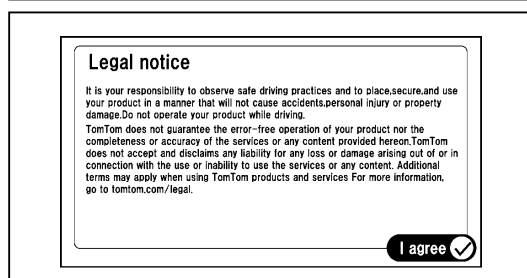 Legal notice
It is your responsibility to observe safe driving practices and to place,secure,and use
your product in a manner that will not cause accidents,personal injury or property
damage.Do not operate your product while driving.
TomTom does not guarantee the error-free operation of your product nor the
completeness or accuracy of the services or any content provided hereon.TomTom
does not accept and disclaims any liability for any loss or damage arising out of or in
connection with the use or inability to use the services or any content. Additional
terms may apply when using TomTom products and services For more information,
go to tomtom.com/legal.
I agree